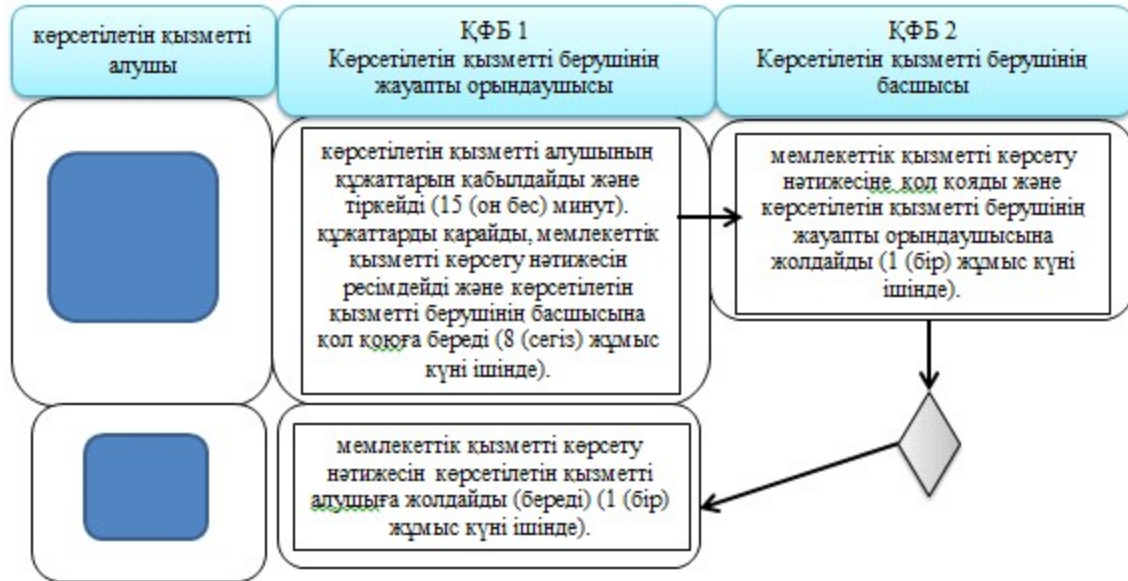 көрсетілетін қызметті
алушы
ҚФБ 1
Көрсетілетін қызметті берушінің
жауапты орындаушысы
ҚФБ 2
Көрсетілетін қызметті берушінің
басшысы
көрсетілетін қызметті алушының
құжаттарын қабылдайды және
тіркейді (15 (он бес) минут).
құжаттарды қарайды, мемлекеттік
қызметті көрсету нәтижесін
ресімдейді және көрсетілетін
қызметті берушінің басшысына
қол қоюға береді (8 (сегіз) жұмыс
күні ішінде).
мемлекеттік қызметті көрсету
нәтижесіне қол қояды және
көрсетілетін қызметті берушінің
жауапты орындаушысына
жолдайды (1 (бір) жұмыс күні
ішінде).
мемлекеттік қызметті көрсету
нәтижесін көрсетілетін қызметті
алушыға жолдайды (береді) (1 (бір)
жұмыс күні ішінде).